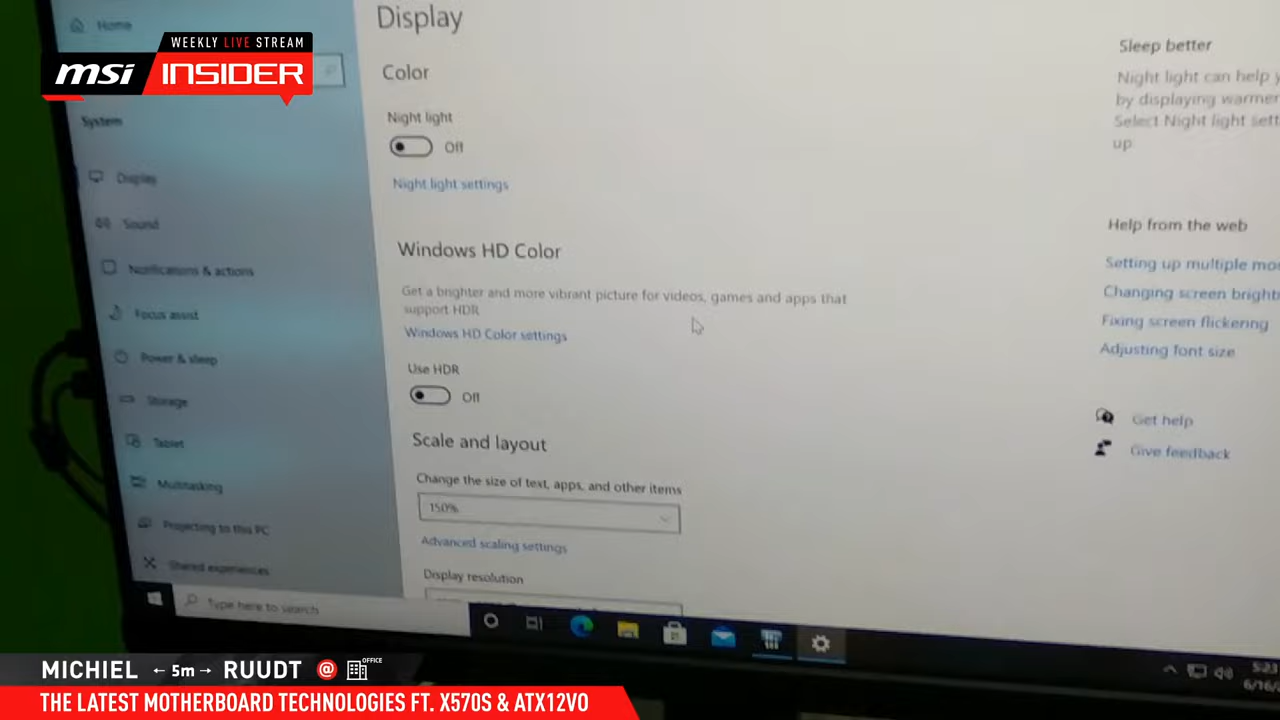 WEEKLY LIVE STREAM
msi INSIDER
Home
System
Display
Sound
Notifications & actions
Focus assist
Power & sleep
Storage
Tablet
Multitasking
Projecting to this PC
Shared experiences
Display
Color
Night light
Off
Night light settings
Windows HD Color
Get a brighter and more vibrant picture for videos, games and apps that
support HDR
Windows HD Color settings
Use HDR
Off
Scale and layout
Change the size of text, apps, and other items
150%
Advanced scaling settings
Display resolution
Sleep better
Night light can help
by displaying warmer
Select Night light
up
Help from the web
Setting up multiple
Changing screen
Fixing screen flickering
Adjusting font size
Get help
Give feedback
Type here to search
MICHIEL ← 5m → RUUDT @ OFFICE
THE LATEST MOTHERBOARD TECHNOLOGIES FT. X570S & ATX12VO